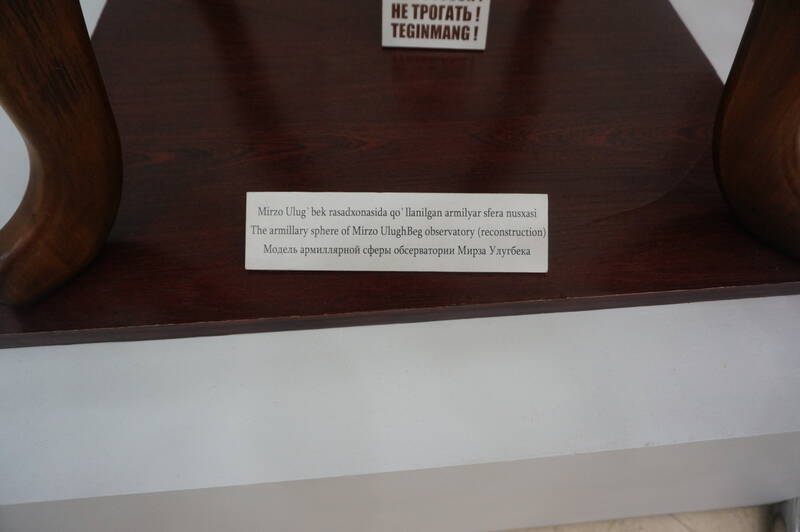 НЕ ТРОГАТЬ !
TEGINMANG !
Mirzo Ulug`bek rasadxonasida qo`llanilgan armilyar sfera nusxasi
The armillary sphere of Mirzo UlughBeg observatory (reconstruction)
Модель армиллярной сферы обсерватории Мирза Улугбека